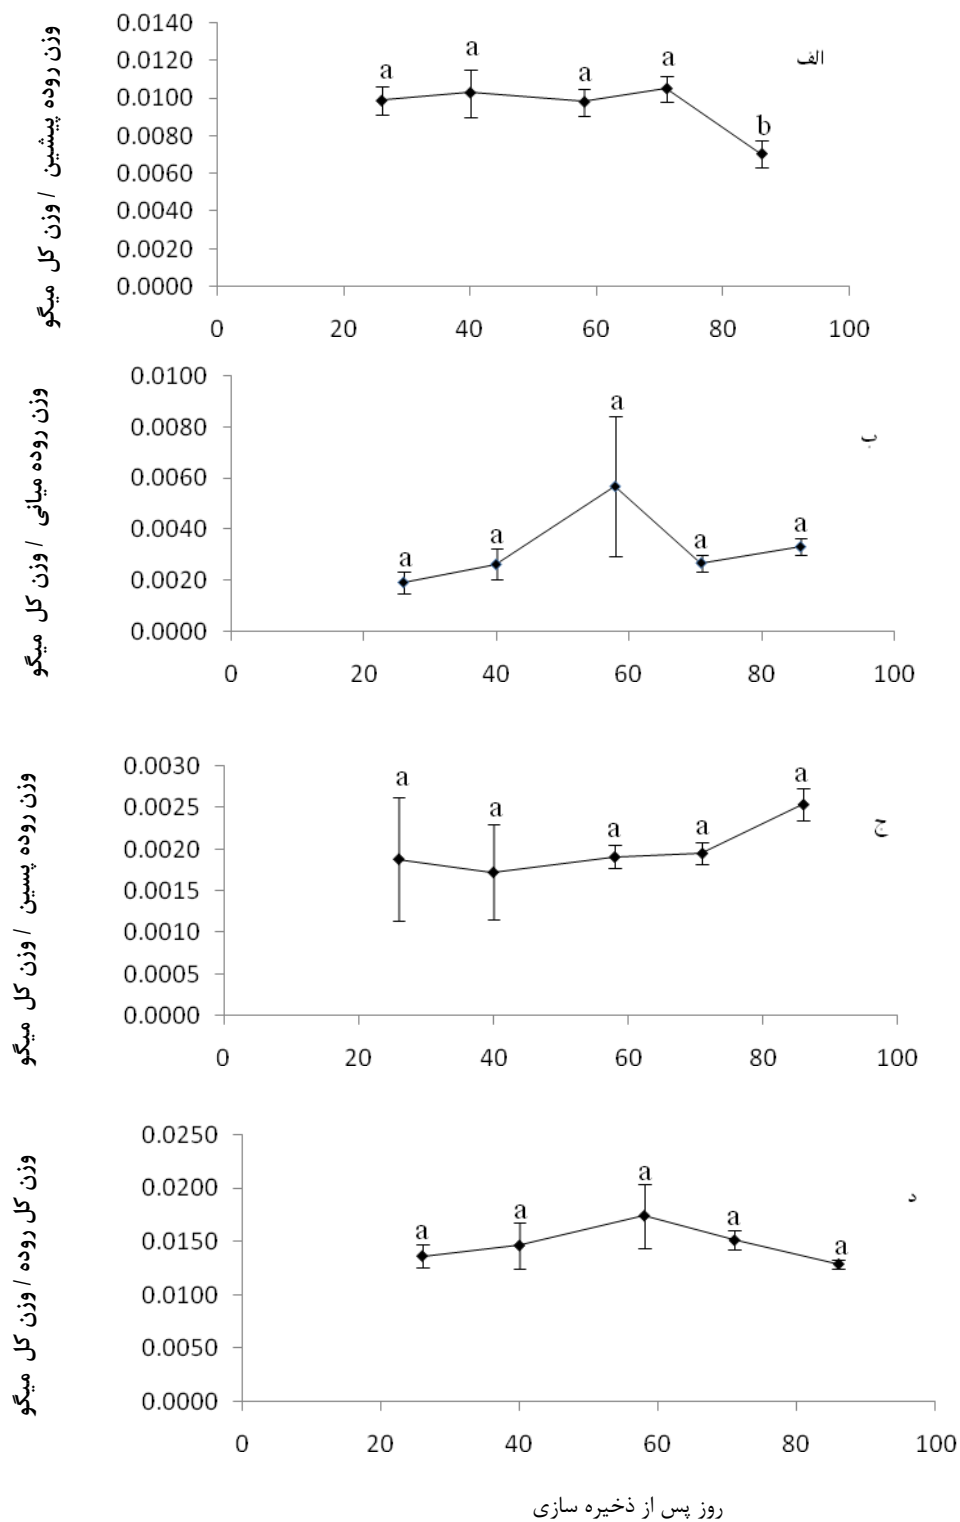 وزن روده پیشین / وزن کل میگو
0.0140
0.0120
0.0100
0.0080
0.0060
0.0040
0.0020
0.0000
a
a
a
a
b
الف
0
20
40
60
80
100
وزن روده میانی / وزن کل میگو
0.0100
0.0080
0.0060
0.0040
0.0020
0.0000
a
a
a
a
a
ب
0
20
40
60
80
100
وزن روده پسین / وزن کل میگو
0.0030
0.0025
0.0020
0.0015
0.0010
0.0005
0.0000
a
a
a
a
a
ج
0
20
40
60
80
100
وزن کل روده / وزن کل میگو
0.0250
0.0200
0.0150
0.0100
0.0050
0.0000
a
a
a
a
a
د
0
20
40
60
80
100
روز پس از ذخیره سازی